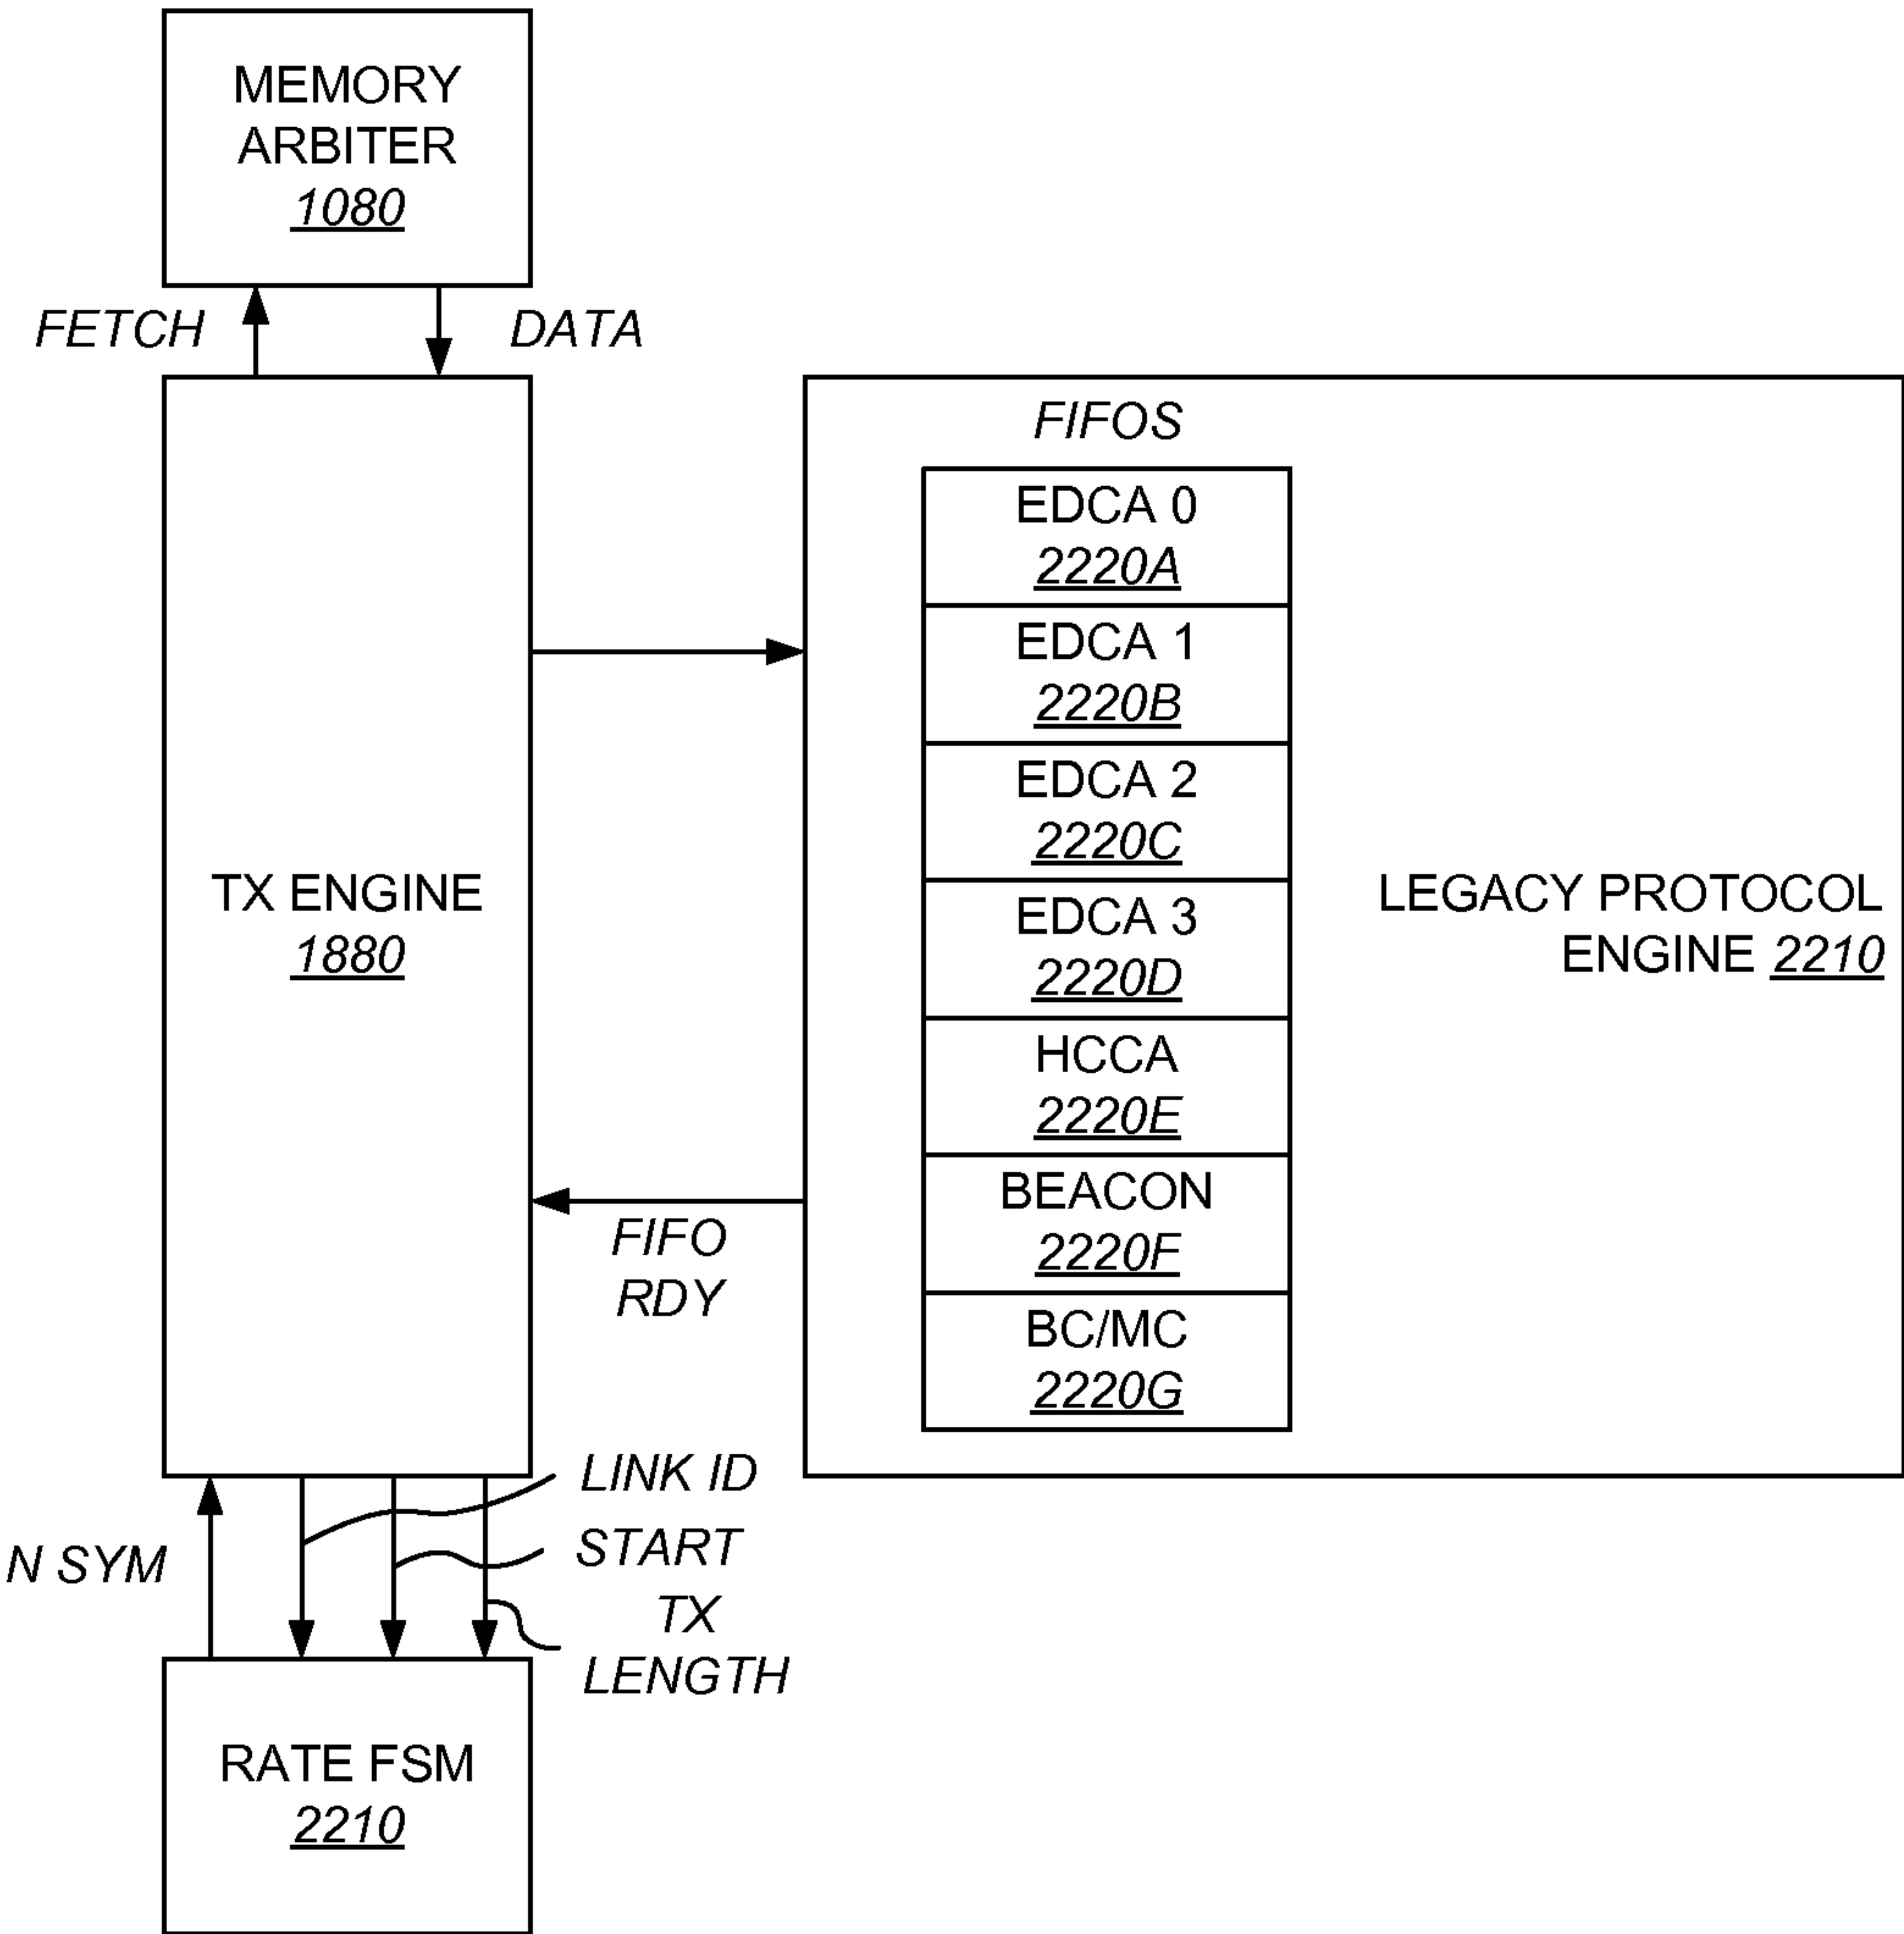 MEMORY
ARBITER
1080
FETCH
DATA
FIFOS
EDCA 0
2220A
EDCA 1
2220B
EDCA 2
2220C
EDCA 3
2220D
HCCA
2220E
BEACON
2220F
BC/MC
2220G
TX ENGINE
1880
LEGACY PROTOCOL
ENGINE 2210
FIFO
RDY
LINK ID
START
TX
LENGTH
N SYM
RATE FSM
2210